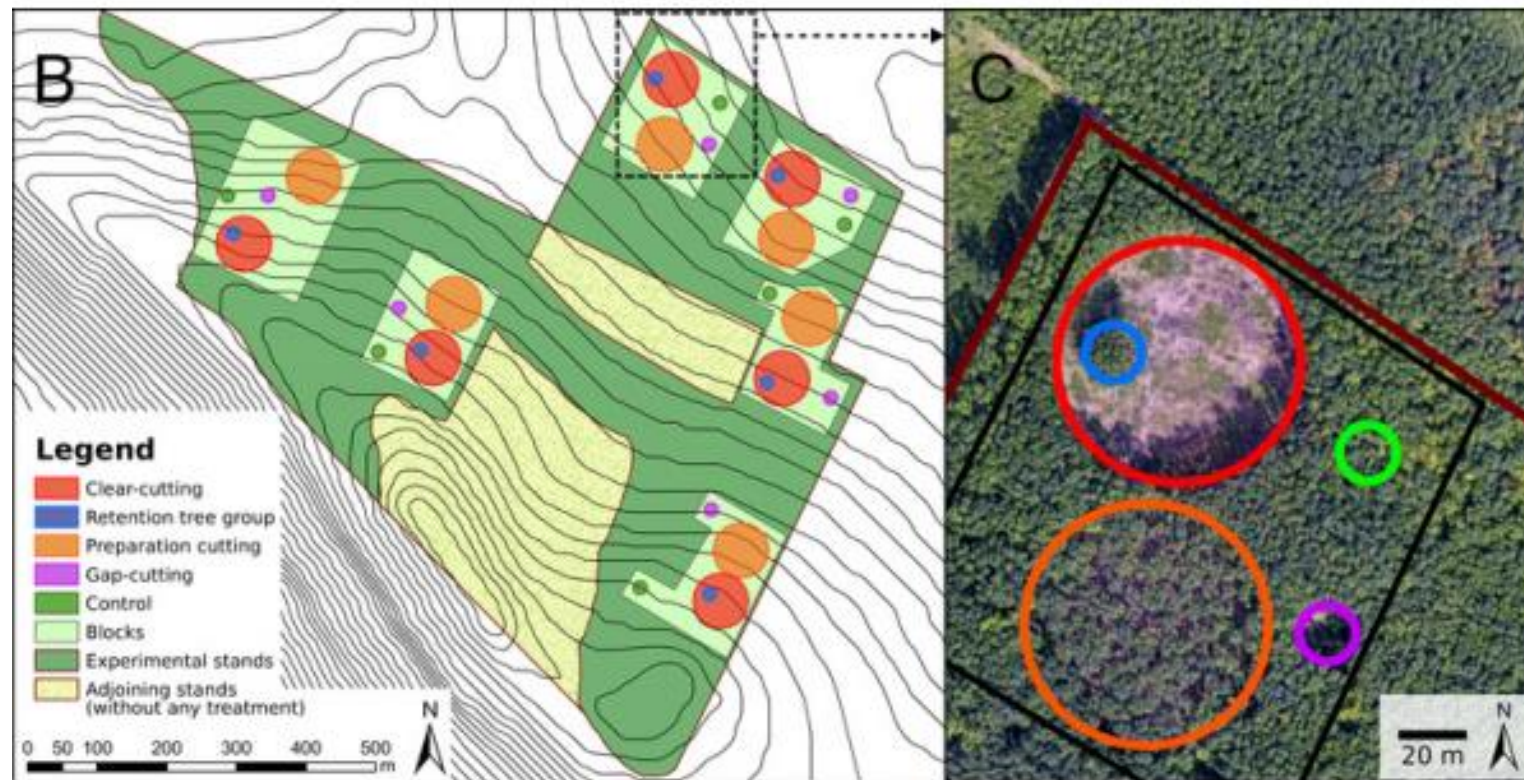 B
C
Legend
Clear-cutting
Retention tree group
Preparation cutting
Gap-cutting
Control
Blocks
Experimental stands
Adjoining stands
(without any treatment)
N
0 50 100 200 300 400 500
m
N
20 m